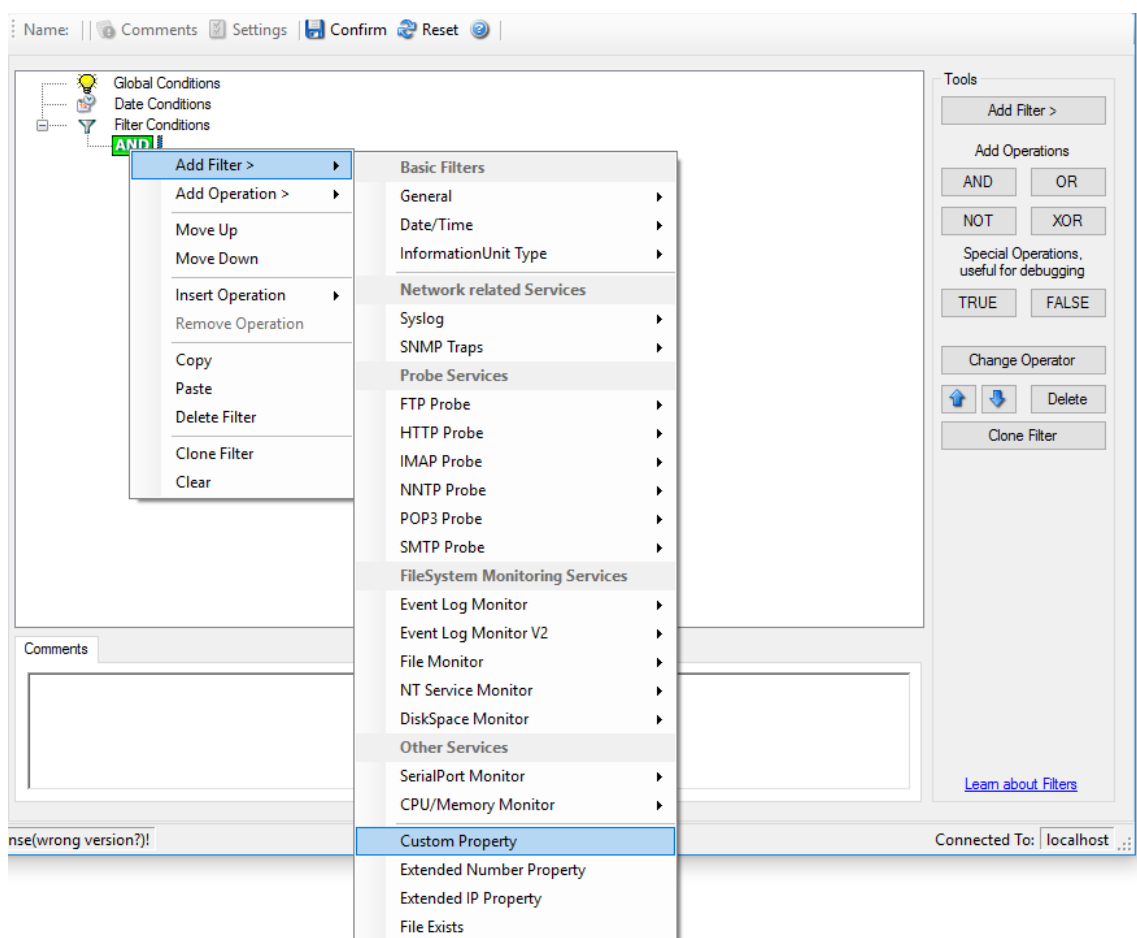 Name: Comments Settings Confirm Reset
Global Conditions
Date Conditions
Filter Conditions
AND
Add Filter >
Add Operation >
Move Up
Move Down
Insert Operation
Remove Operation
Copy
Paste
Delete Filter
Clone Filter
Clear
Basic Filters
General
Date/Time
InformationUnit Type
Network related Services
Syslog
SNMP Traps
Probe Services
FTP Probe
HTTP Probe
IMAP Probe
NNTP Probe
POP3 Probe
SMTP Probe
FileSystem Monitoring Services
Event Log Monitor
Event Log Monitor V2
File Monitor
NT Service Monitor
DiskSpace Monitor
Other Services
SerialPort Monitor
CPU/Memory Monitor
Custom Property
Extended Number Property
Extended IP Property
File Exists
Tools
Add Filter >
Add Operations
AND OR
NOT XOR
Special Operations,
useful for debugging
TRUE FALSE
Change Operator
Delete
Clone Filter
Learn about Filters
Comments
nse(wrong version?)!
Connected To: localhost